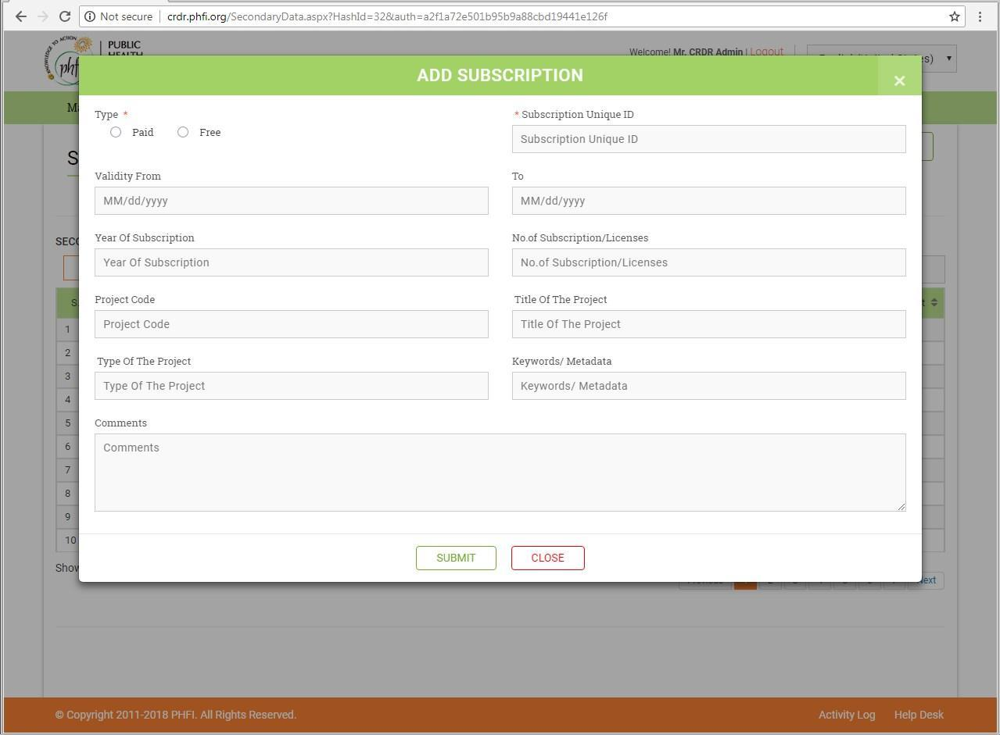 Not secure | crdr.phfi.org/SecondaryData.aspx?HashId=32&auth=a2f1a72e501b95b9a88cbd19441e126f
KNOWLEDGE TO ACTION
phf
PUBLIC
HEALTH
Welcome! Mr. CRDR Admin | Logout
ADD SUBSCRIPTION
×
Type *
Paid
Free
* Subscription Unique ID
Subscription Unique ID
Validity From
To
MM/dd/yyyy
MM/dd/yyyy
Year Of Subscription
No.of Subscription/Licenses
Year Of Subscription
No.of Subscription/Licenses
Project Code
Title Of The Project
Project Code
Title Of The Project
Type Of The Project
Keywords/ Metadata
Type Of The Project
Keywords/ Metadata
Comments
Comments
SUBMIT
CLOSE
1
2
3
4
5
6
7
8
9
10
© Copyright 2011-2018 PHFI. All Rights Reserved.
Activity Log
Help Desk